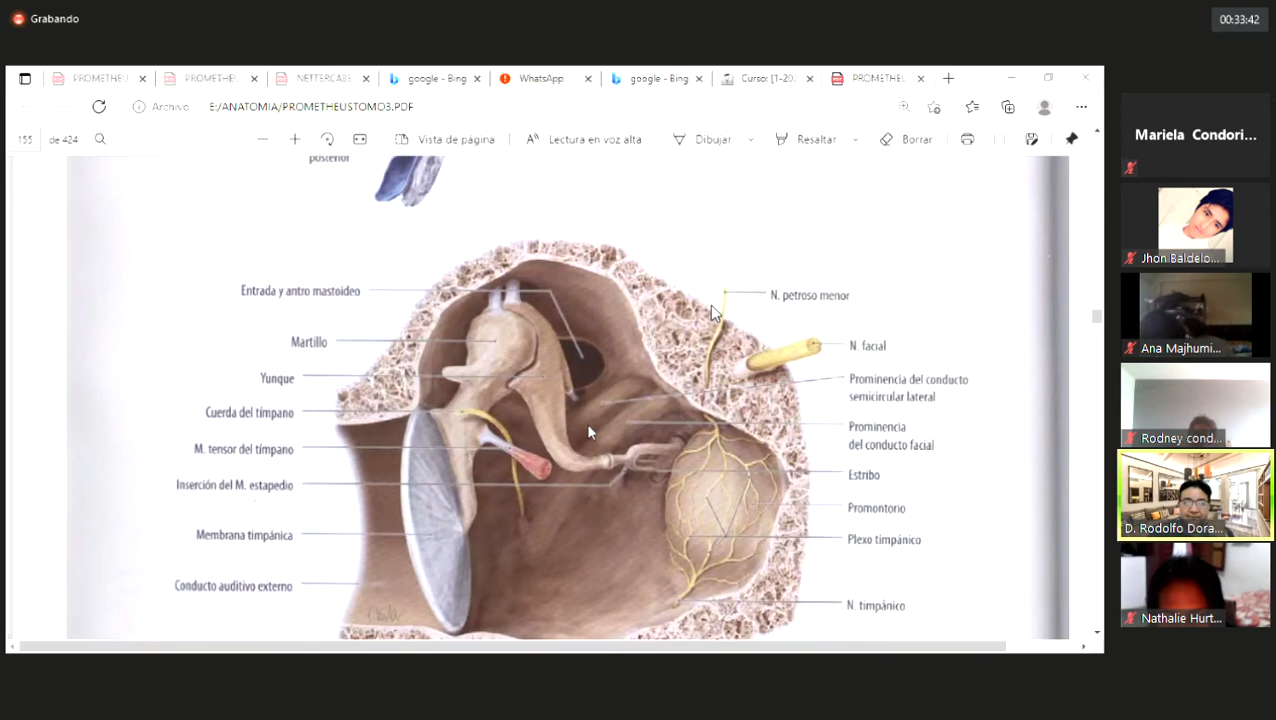 Grabando
00:33:42
PROMETHEU
PROMETHEU
NETTERCABE
google - Bing
WhatsApp
google - Bing
Curso: [1-20
PROMETHE
Archivo
E:/ANATOMIA/PROMETHEUSTOMO3.PDF
155
de 424
Vista de página
Lectura en voz alta
Dibujar
Resaltar
Borrar
posterior
Entrada y antro mastoideo
Martillo
Yunque
Cuerda del tímpano
M. tensor del tímpano
Inserción del M. estapedio
Membrana timpánica
Conducto auditivo externo
N. petroso menor
N. facial
Prominencia del conducto
semicircular lateral
Prominencia
del conducto facial
Estribo
Promontorio
Plexo timpánico
N. timpánico
Mariela Condori...
Jhon Baldelo...
Ana Majhumi...
Rodney cond...
D. Rodolfo Dora...
Nathalie Hurt...